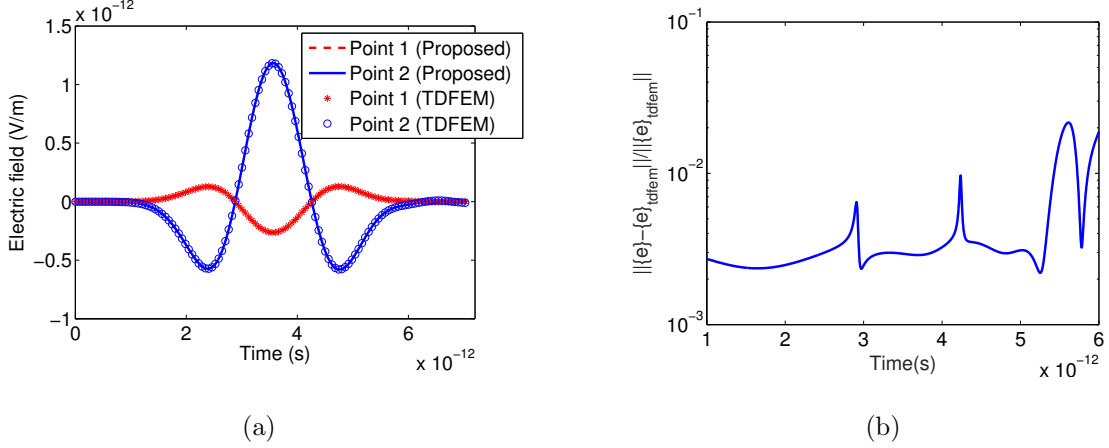 x 10^-12
1.5
1
0.5
0
−0.5
−1
Electric field (V/m)
Point 1 (Proposed)
Point 2 (Proposed)
Point 1 (TDFEM)
Point 2 (TDFEM)
0 2 4 6
Time (s)
x 10^-12
(a)
10^-1
10^-2
10^-3
||{e}−{e}_tdfem||/||{e}_tdfem||
1 2 3 4 5 6
Time(s)
x 10^-12
(b)